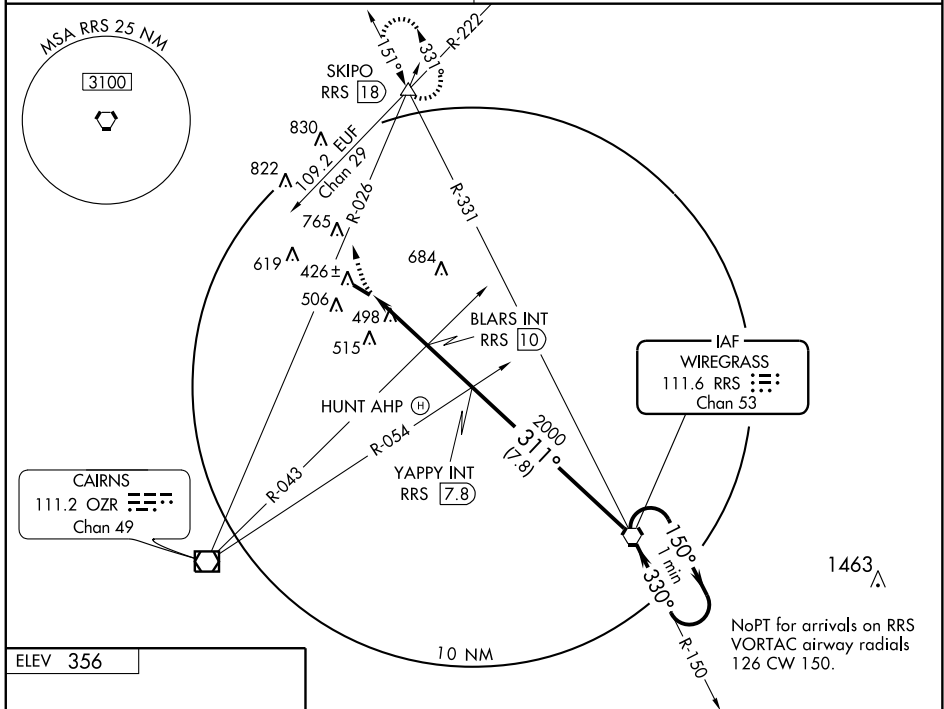 MSA RRS 25 NM
3100
SKIPO
RRS 18
151°
331°
R-222
830
822
109.2 EUF
Chan 29
R-026
R-331
765
619
426±
684
506
498
515
BLARS INT
RRS 10
IAF
WIREGRASS
111.6 RRS
Chan 53
HUNT AHP H
R-054
R-043
2000
311°
(7.8)
YAPPY INT
RRS 7.8
CAIRNS
111.2 OZR
Chan 49
150°
1 min
330°
1463
NoPT for arrivals on RRS
VORTAC airway radials
126 CW 150.
R-150
10 NM
ELEV 356